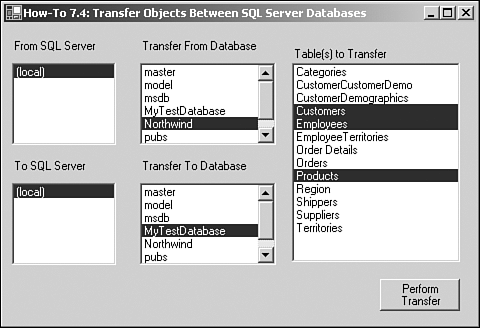 How-To 7.4: Transfer Objects Between SQL Server Databases
From SQL Server
(local)
Transfer From Database
master
model
msdb
MyTestDatabase
Northwind
pubs
Table(s) to Transfer
Categories
CustomerCustomerDemo
CustomerDemographics
Customers
Employees
EmployeeTerritories
Order Details
Orders
Products
Region
Shippers
Suppliers
Territories
To SQL Server
(local)
Transfer To Database
master
model
msdb
MyTestDatabase
Northwind
pubs
Perform
Transfer